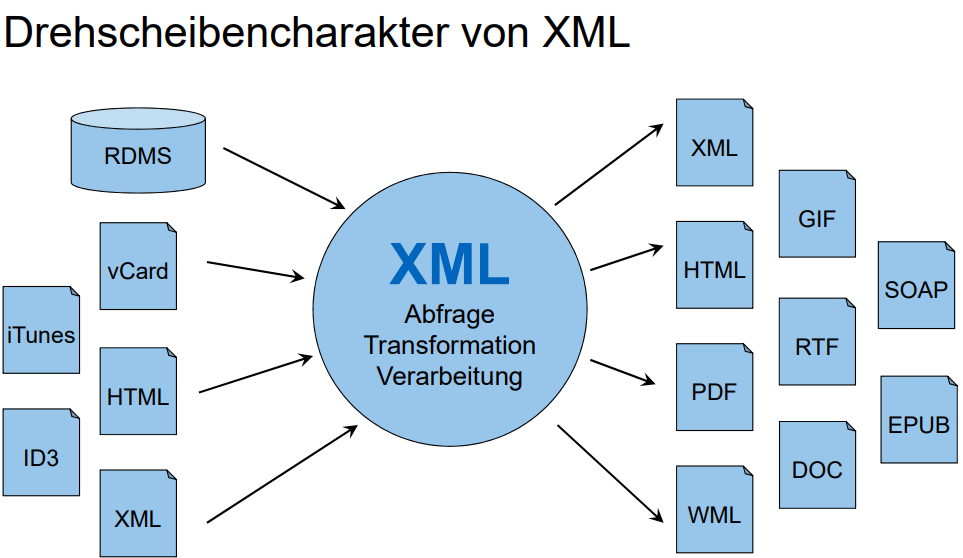 Drehscheibencharakter von XML
RDMS
vCard
iTunes
HTML
ID3
XML
XML
Abfrage
Transformation
Verarbeitung
XML
GIF
HTML
SOAP
RTF
PDF
EPUB
DOC
WML